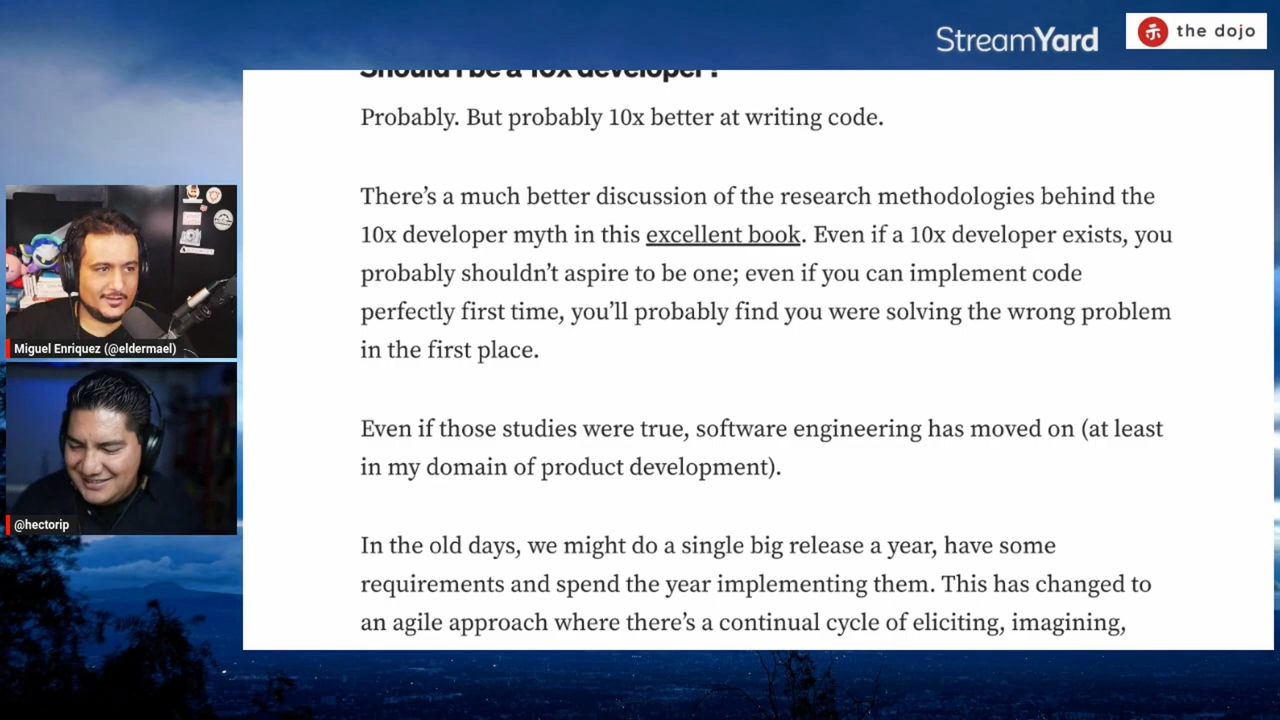 StreamYard
the dojo
Should I be a 10x developer?
Probably. But probably 10x better at writing code.
There's a much better discussion of the research methodologies behind the
10x developer myth in this excellent book. Even if a 10x developer exists, you
probably shouldn't aspire to be one; even if you can implement code
perfectly first time, you'll probably find you were solving the wrong problem
in the first place.
Even if those studies were true, software engineering has moved on (at least
in my domain of product development).
In the old days, we might do a single big release a year, have some
requirements and spend the year implementing them. This has changed to
an agile approach where there's a continual cycle of eliciting, imagining,
Miguel Enriquez (@eldermael)
@hectorip